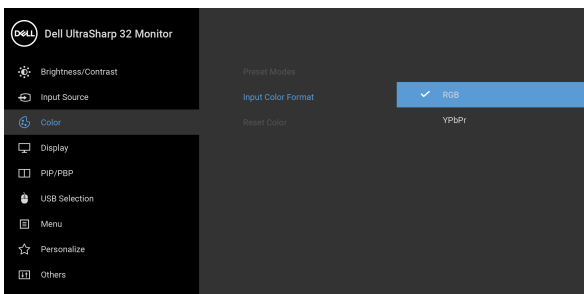 DELL
Dell UltraSharp 32 Monitor
Brightness/Contrast
Input Source
Color
Display
PIP/PBP
USB Selection
Menu
Personalize
Others
Preset Modes
Input Color Format
Reset Color
RGB
YPbPr